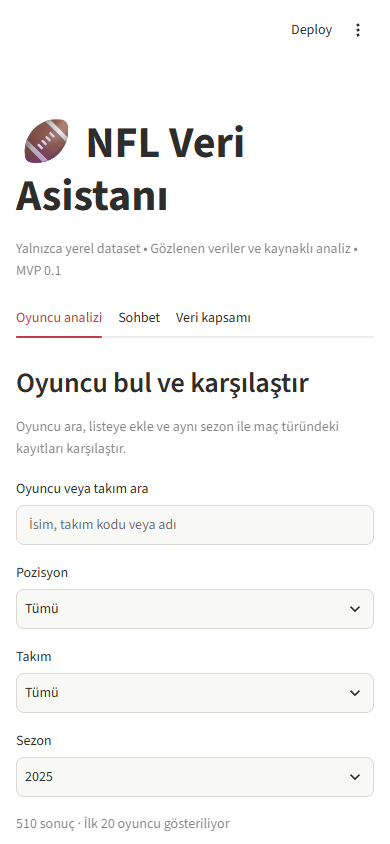 Deploy
NFL Veri
Asistanı
Yalnızca yerel dataset • Gözlenen veriler ve kaynaklı analiz •
MVP 0.1
Oyuncu analizi Sohbet Veri kapsamı
Oyuncu bul ve karşılaştır
Oyuncu ara, listeye ekle ve aynı sezon ile maç türündeki
kayıtları karşılaştır.
Oyuncu veya takım ara
İsim, takım kodu veya adı
Pozisyon
Tümü
Takım
Tümü
Sezon
2025
510 sonuç · İlk 20 oyuncu gösteriliyor